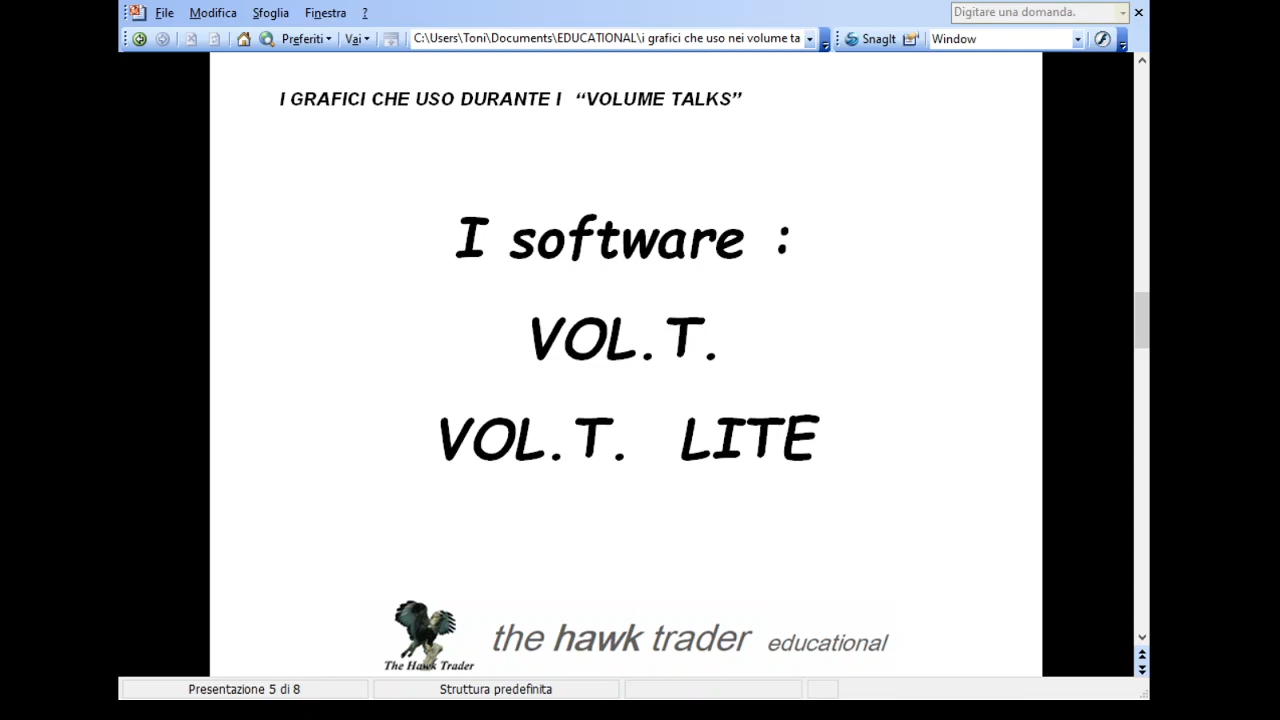 File Modifica Sfoglia Finestra ? Digitare una domanda.
Preferiti Vai C:\Users\Toni\Documents\EDUCATIONAL\i grafici che uso nei volume ta SnagIt Window
I GRAFICI CHE USO DURANTE I “VOLUME TALKS”
I software :
VOL.T.
VOL.T. LITE
The Hawk Trader
the hawk trader educational
Presentazione 5 di 8 Struttura predefinita